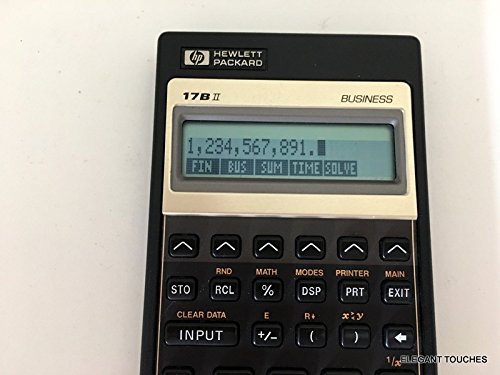 hp HEWLETT
PACKARD
17B II BUSINESS
1,234,567,891.
FIN BUS SUM TIME SOLVE
RND MATH MODES PRINTER MAIN
STO RCL % DSP PRT EXIT
CLEAR DATA E R↓ x≷y
INPUT +/− ( ) ←
1/x
ELEGANT TOUCHES